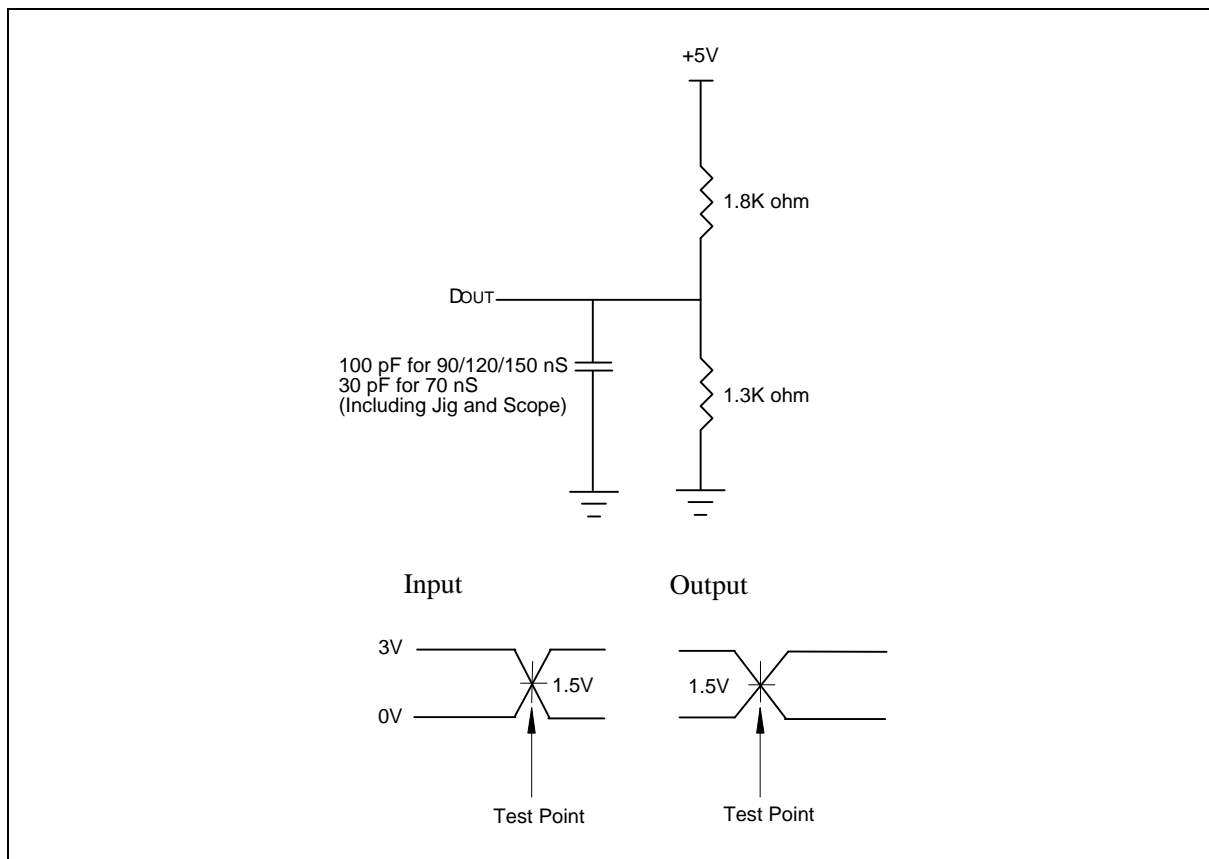 +5V
1.8K ohm
DOUT
100 pF for 90/120/150 nS
30 pF for 70 nS
(Including Jig and Scope)
1.3K ohm
Input
Output
3V
1.5V
1.5V
0V
Test Point
Test Point